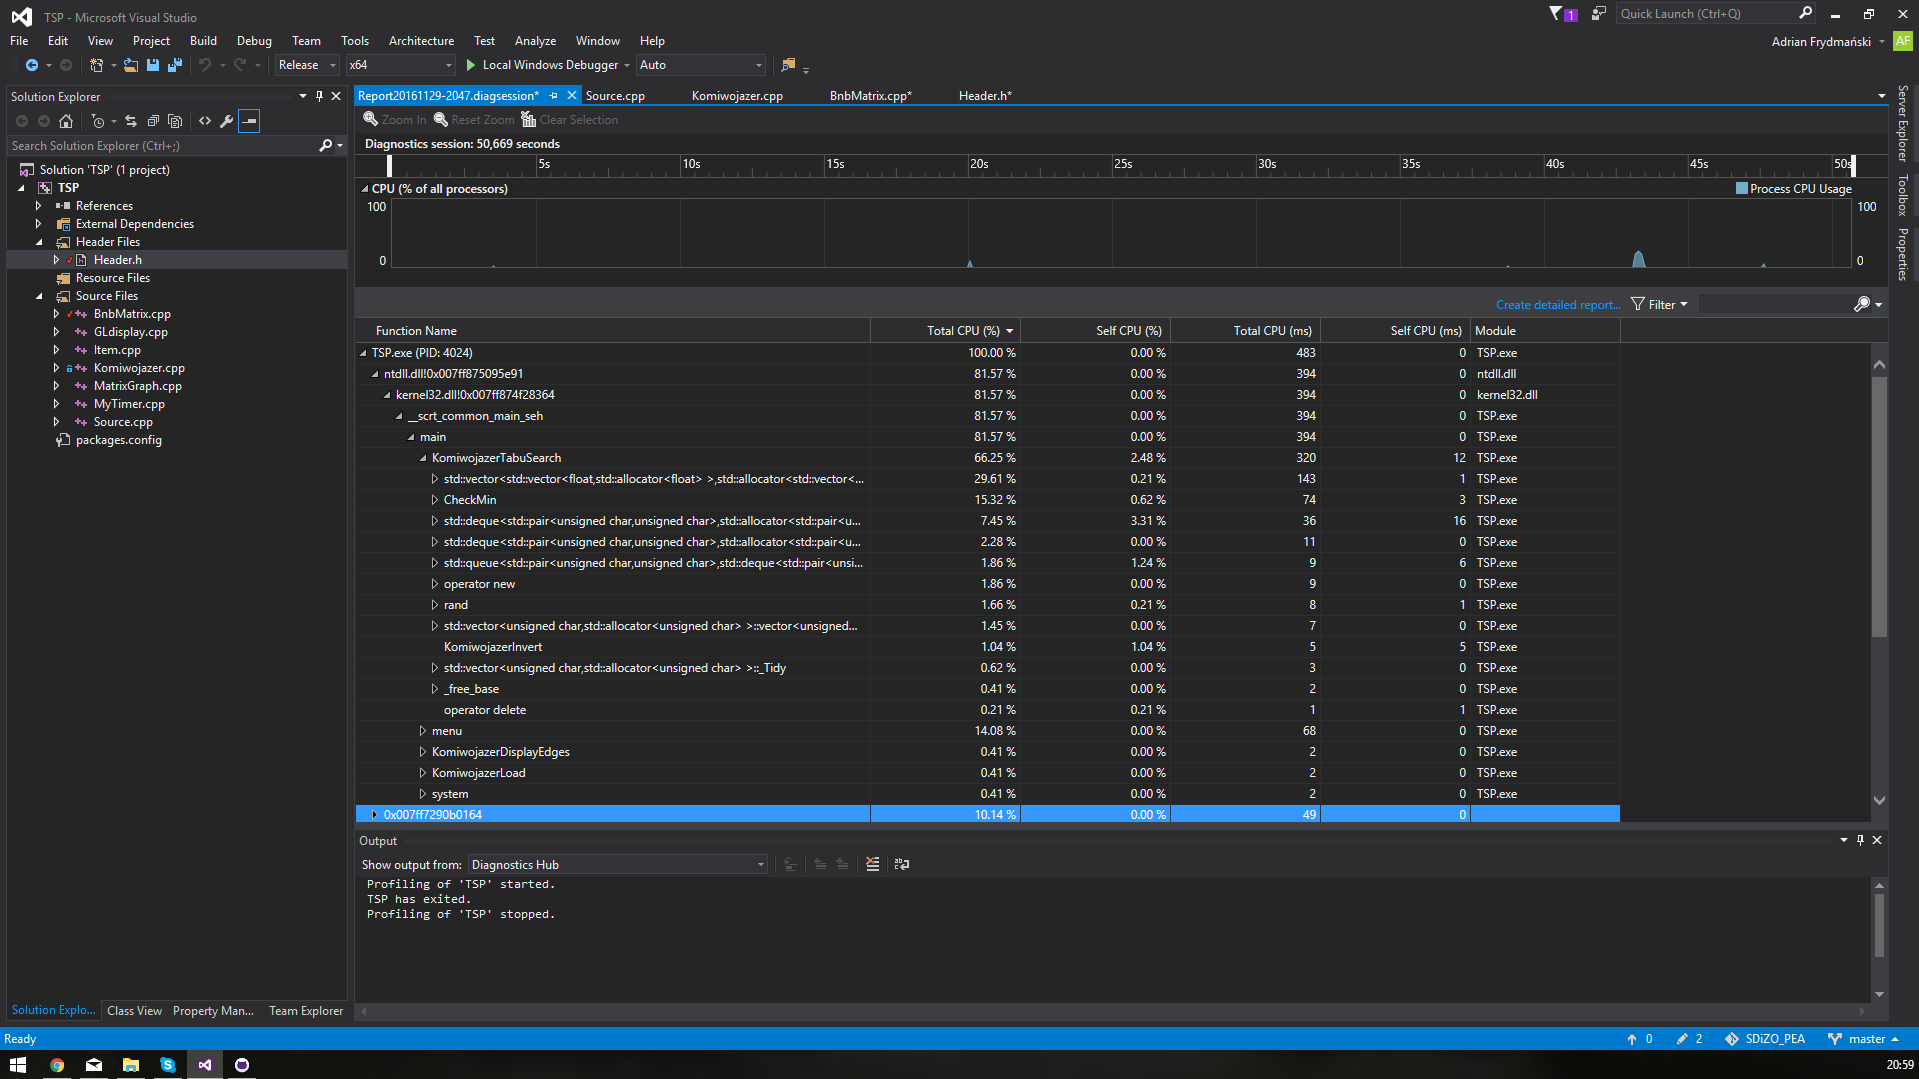 TSP - Microsoft Visual Studio
1
Quick Launch (Ctrl+Q)
File Edit View Project Build Debug Team Tools Architecture Test Analyze Window Help
Adrian Frydmański
AF
Release x64 Local Windows Debugger Auto
Solution Explorer
Search Solution Explorer (Ctrl+;)
Solution 'TSP' (1 project)
TSP
References
External Dependencies
Header Files
Header.h
Resource Files
Source Files
BnbMatrix.cpp
GLdisplay.cpp
Item.cpp
Komiwojazer.cpp
MatrixGraph.cpp
MyTimer.cpp
Source.cpp
packages.config
Solution Explo... Class View Property Man... Team Explorer
Report20161129-2047.diagsession* Source.cpp Komiwojazer.cpp BnbMatrix.cpp* Header.h*
Zoom In Reset Zoom Clear Selection
Diagnostics session: 50,669 seconds
5s 10s 15s 20s 25s 30s 35s 40s 45s 50s
CPU (% of all processors)
Process CPU Usage
100 100
0 0
Create detailed report... Filter
Function Name Total CPU (%) Self CPU (%) Total CPU (ms) Self CPU (ms) Module
TSP.exe (PID: 4024) 100.00 % 0.00 % 483 0 TSP.exe
ntdll.dll!0x007ff875095e91 81.57 % 0.00 % 394 0 ntdll.dll
kernel32.dll!0x007ff874f28364 81.57 % 0.00 % 394 0 kernel32.dll
__scrt_common_main_seh 81.57 % 0.00 % 394 0 TSP.exe
main 81.57 % 0.00 % 394 0 TSP.exe
KomiwojazerTabuSearch 66.25 % 2.48 % 320 12 TSP.exe
std::vector<std::vector<float,std::allocator<float> >,std::allocator<std::vector<... 29.61 % 0.21 % 143 1 TSP.exe
CheckMin 15.32 % 0.62 % 74 3 TSP.exe
std::deque<std::pair<unsigned char,unsigned char>,std::allocator<std::pair<u... 7.45 % 3.31 % 36 16 TSP.exe
std::deque<std::pair<unsigned char,unsigned char>,std::allocator<std::pair<u... 2.28 % 0.00 % 11 0 TSP.exe
std::queue<std::pair<unsigned char,unsigned char>,std::deque<std::pair<unsi... 1.86 % 1.24 % 9 6 TSP.exe
operator new 1.86 % 0.00 % 9 0 TSP.exe
rand 1.66 % 0.21 % 8 1 TSP.exe
std::vector<unsigned char,std::allocator<unsigned char> >::vector<unsigned... 1.45 % 0.00 % 7 0 TSP.exe
KomiwojazerInvert 1.04 % 1.04 % 5 5 TSP.exe
std::vector<unsigned char,std::allocator<unsigned char> >::_Tidy 0.62 % 0.00 % 3 0 TSP.exe
_free_base 0.41 % 0.00 % 2 0 TSP.exe
operator delete 0.21 % 0.21 % 1 1 TSP.exe
menu 14.08 % 0.00 % 68 0 TSP.exe
KomiwojazerDisplayEdges 0.41 % 0.00 % 2 0 TSP.exe
KomiwojazerLoad 0.41 % 0.00 % 2 0 TSP.exe
system 0.41 % 0.00 % 2 0 TSP.exe
0x007ff7290b0164 10.14 % 0.00 % 49 0
Output
Show output from: Diagnostics Hub
Profiling of 'TSP' started.
TSP has exited.
Profiling of 'TSP' stopped.
Server Explorer
Toolbox
Properties
Ready
0 2 SDiZO_PEA master
20:59